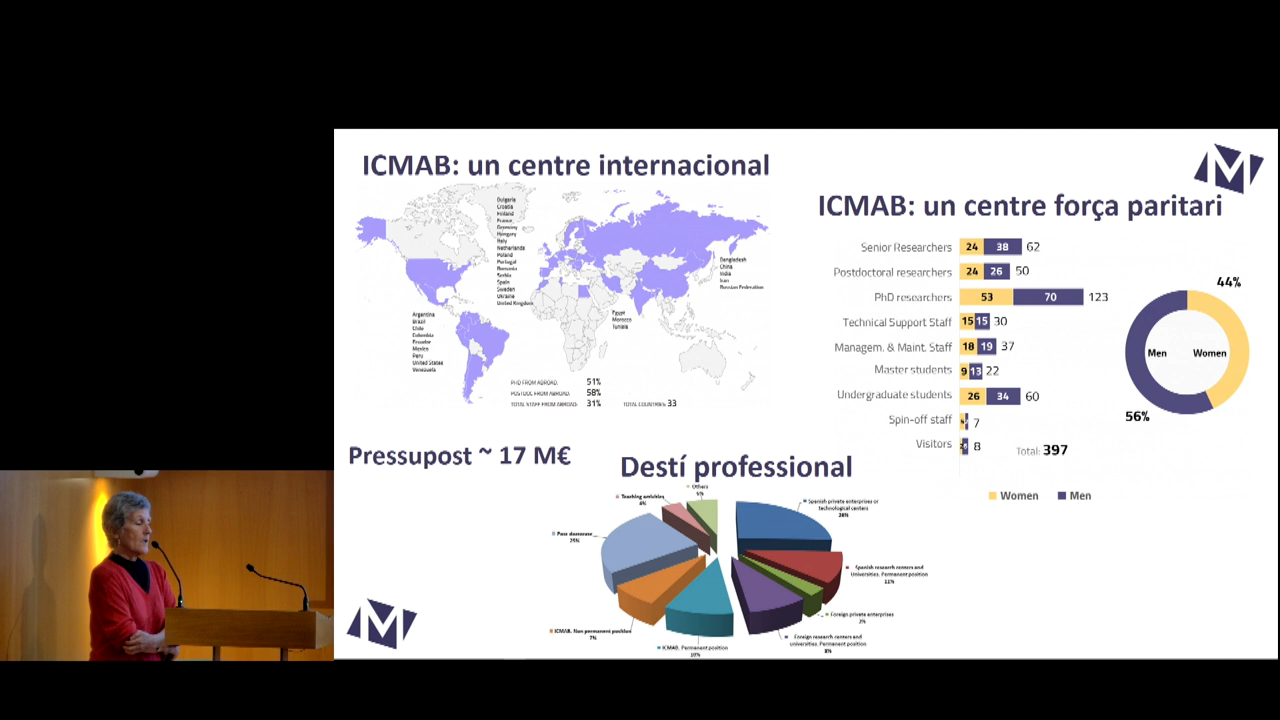 ICMAB: un centre internacional
Bulgaria
Croatia
Finland
France
Germany
Hungary
Italy
Netherlands
Poland
Portugal
Romania
Serbia
Spain
Sweden
Ukraine
United Kingdom
Bangladesh
China
India
Iran
Russian Federation
Egypt
Morocco
Tunisia
Argentina
Brazil
Chile
Colombia
Ecuador
Mexico
Peru
United States
Venezuela
PHD FROM ABROAD: 51%
POSTDOC FROM ABROAD: 58%
TOTAL STAFF FROM ABROAD: 31% TOTAL COUNTRIES: 33
M
ICMAB: un centre força paritari
Senior Researchers 24 38 62
Postdoctoral researchers 24 26 50
PhD researchers 53 70 123
Technical Support Staff 15 15 30
Managem. & Maint. Staff 18 19 37
Master students 9 13 22
Undergraduate students 26 34 60
Spin-off staff 7
Visitors 8
Total: 397
Women Men
44%
Men Women
56%
Pressupost ~ 17 M€
Destí professional
Others
Teaching activities
Spanish private enterprises or
technological centers
28%
Spanish research centers and
Universities. Permanent position
11%
Foreign private enterprises
Foreign research centers and
universities. Permanent position
8%
ICMAB. Permanent position
10%
ICMAB. Non permanent position
7%
M